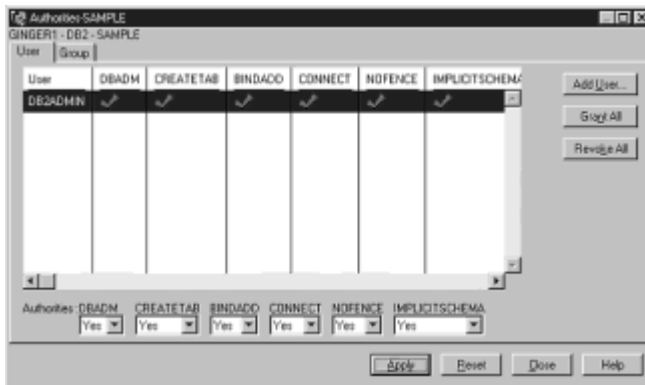 Authorities-SAMPLE
GINGER1 - DB2 - SAMPLE
User Group
User DBADM CREATETAB BINDADD CONNECT NOFENCE IMPLICITSCHEMA
DB2ADMIN
Add User...
Grant All
Revoke All
Authorities: DBADM CREATETAB BINDADD CONNECT NOFENCE IMPLICITSCHEMA
Yes Yes Yes Yes Yes Yes
Apply Reset Close Help